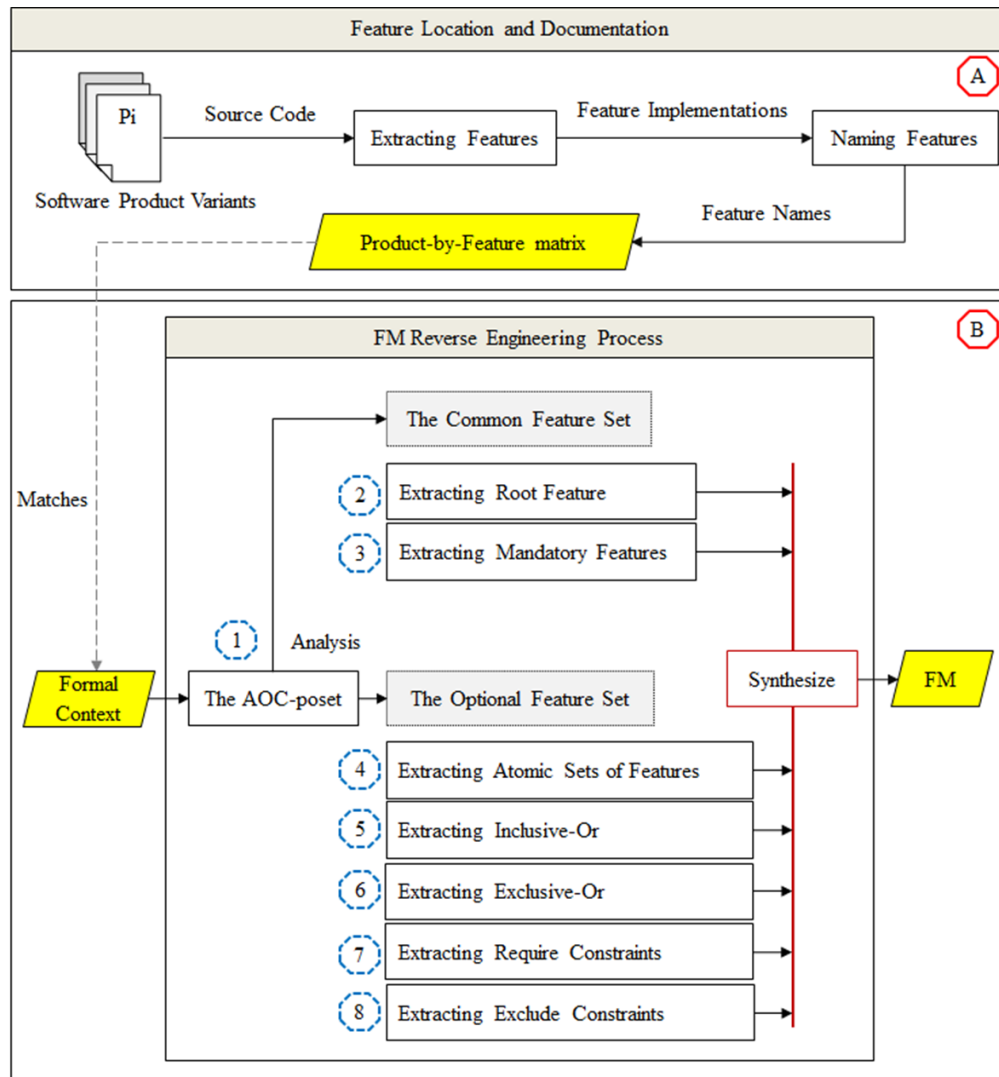 Feature Location and Documentation
A
Pi
Source Code
Extracting Features
Feature Implementations
Naming Features
Software Product Variants
Feature Names
Product-by-Feature matrix
B
FM Reverse Engineering Process
The Common Feature Set
Matches
2
Extracting Root Feature
3
Extracting Mandatory Features
1
Analysis
Formal
Context
The AOC-poset
The Optional Feature Set
Synthesize
FM
4
Extracting Atomic Sets of Features
5
Extracting Inclusive-Or
6
Extracting Exclusive-Or
7
Extracting Require Constraints
8
Extracting Exclude Constraints